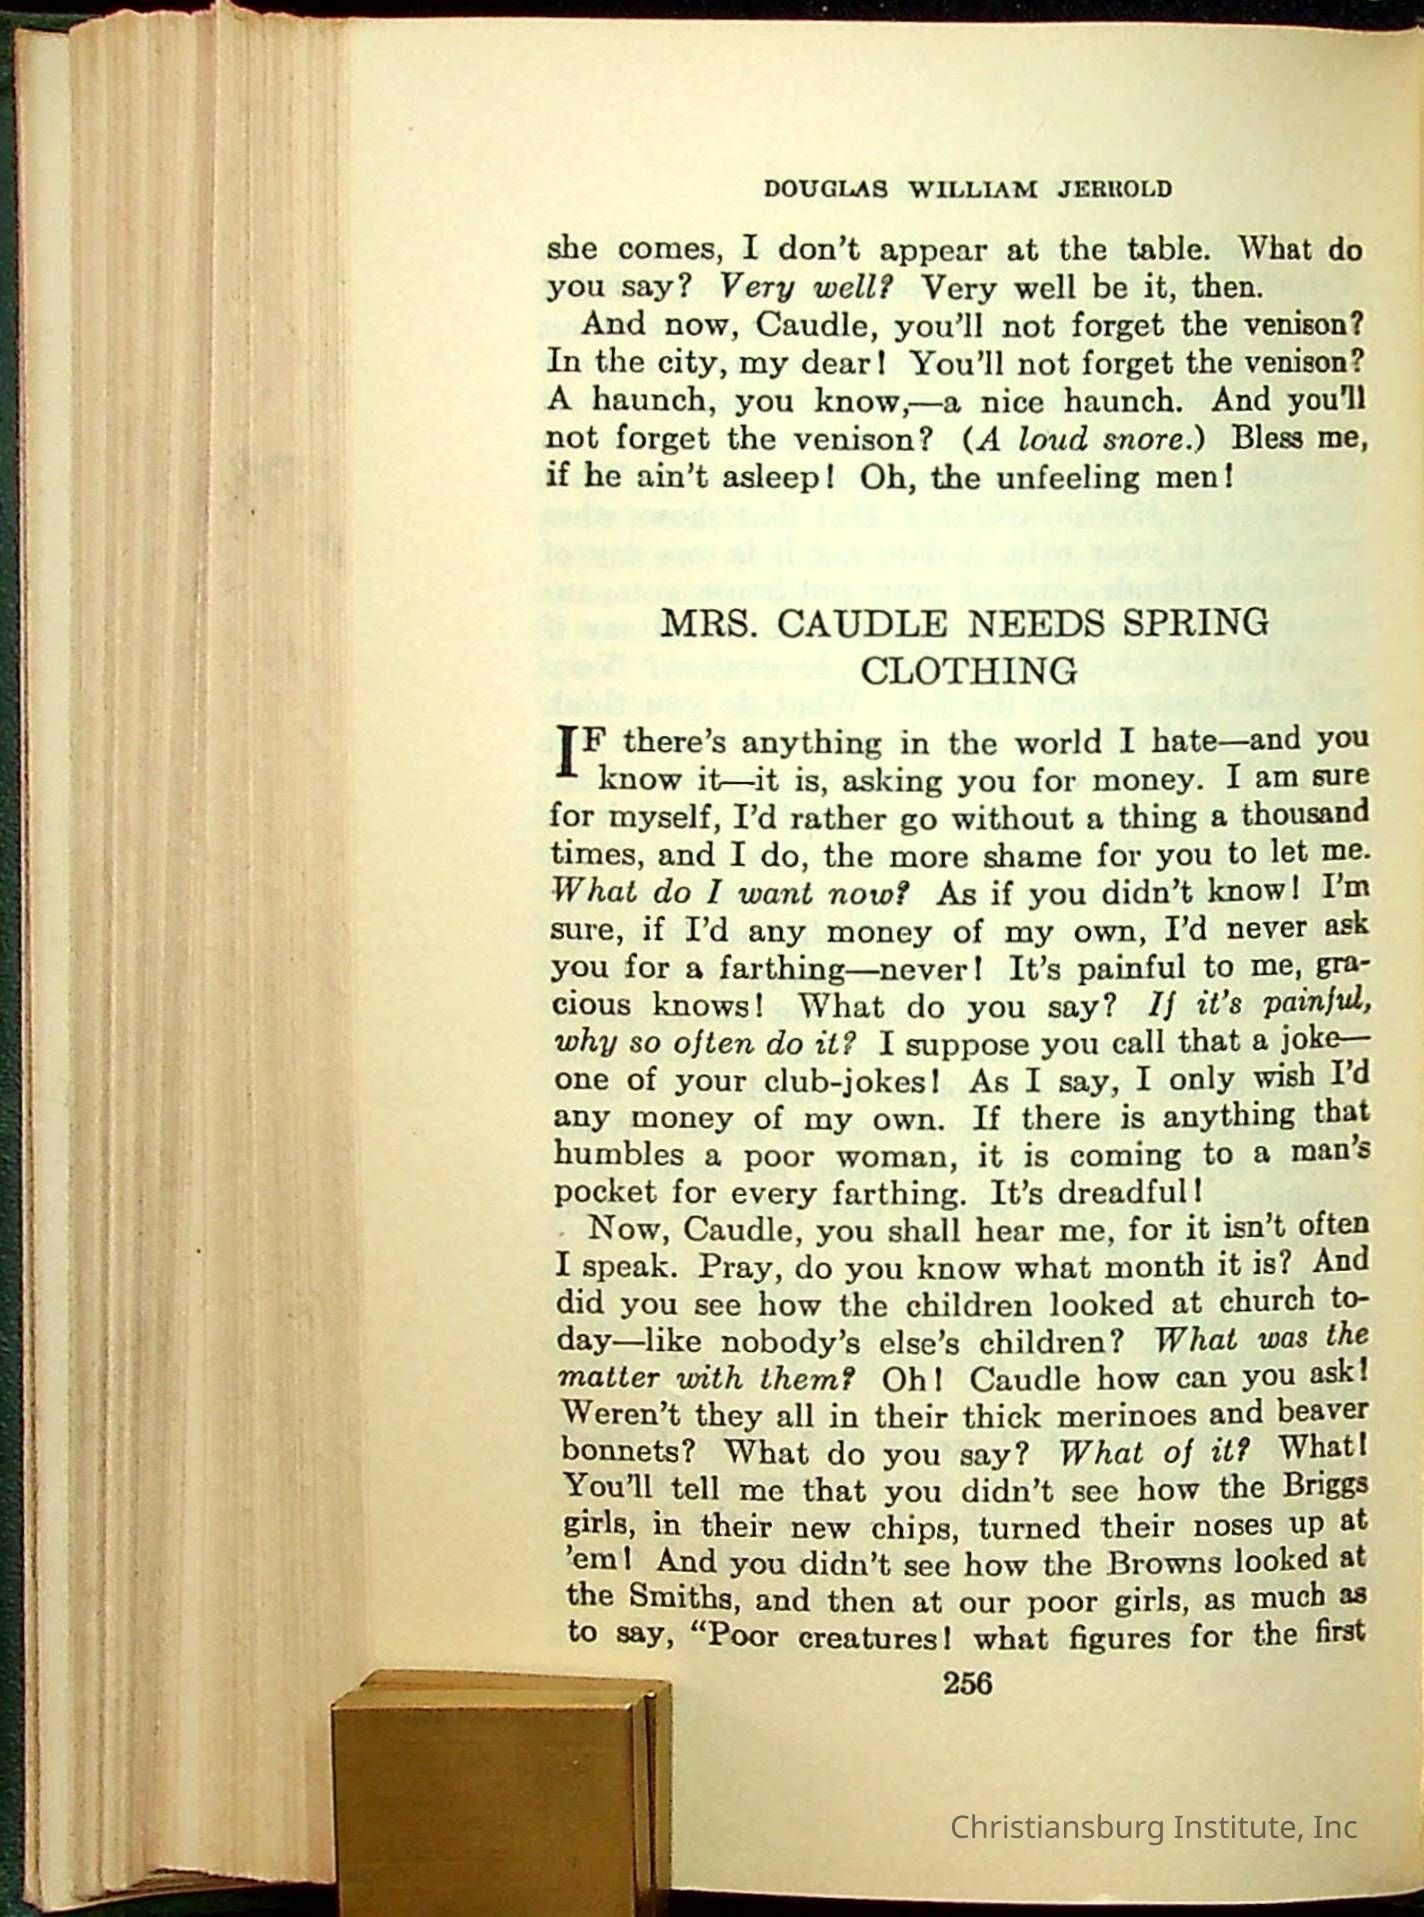 DOUGLAS WILLIAM JERROLD
she comes, I don't appear at the table. What do
you say? Very well? Very well be it, then.
And now, Caudle, you'll not forget the venison?
In the city, my dear! You'll not forget the venison?
A haunch, you know,—a nice haunch. And you'll
not forget the venison? (A loud snore.) Bless me,
if he ain't asleep! Oh, the unfeeling men!
MRS. CAUDLE NEEDS SPRING
CLOTHING
IF there's anything in the world I hate—and you
know it—it is, asking you for money. I am sure
for myself, I'd rather go without a thing a thousand
times, and I do, the more shame for you to let me.
What do I want now? As if you didn't know! I'm
sure, if I'd any money of my own, I'd never ask
you for a farthing—never! It's painful to me, gra-
cious knows! What do you say? If it's painful,
why so often do it? I suppose you call that a joke—
one of your club-jokes! As I say, I only wish I'd
any money of my own. If there is anything that
humbles a poor woman, it is coming to a man's
pocket for every farthing. It's dreadful!
Now, Caudle, you shall hear me, for it isn't often
I speak. Pray, do you know what month it is? And
did you see how the children looked at church to-
day—like nobody's else's children? What was the
matter with them? Oh! Caudle how can you ask!
Weren't they all in their thick merinoes and beaver
bonnets? What do you say? What of it? What!
You'll tell me that you didn't see how the Briggs
girls, in their new chips, turned their noses up at
'em! And you didn't see how the Browns looked at
the Smiths, and then at our poor girls, as much as
to say, “Poor creatures! what figures for the first
256
Christiansburg Institute, Inc